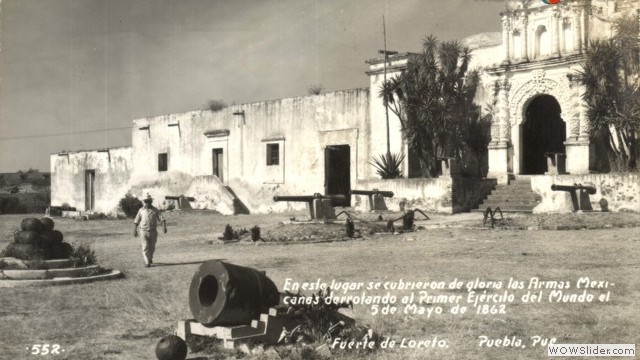 En este lugar se cubrieron de gloria las Armas Mexi-
canas derrotando al Primer Ejército del Mundo el
5 de Mayo de 1862
Fuerte de Loreto. Puebla, Pue.
-552-
WOWSlider.com